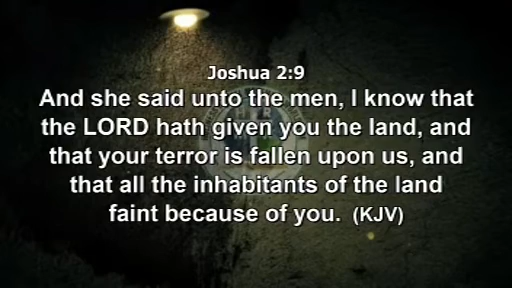 Joshua 2:9
And she said unto the men, I know that
the LORD hath given you the land, and
that your terror is fallen upon us, and
that all the inhabitants of the land
faint because of you. (KJV)